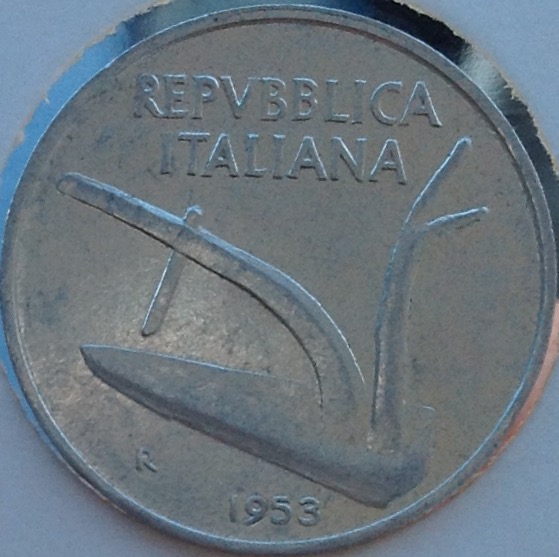 REPVBBLICA
ITALIANA
R
1953